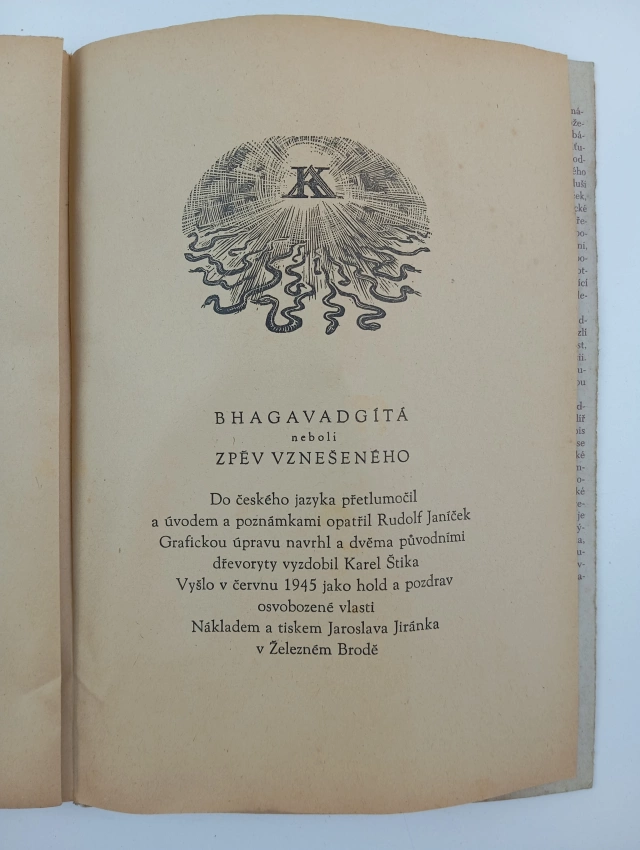 BHAGAVADGÍTÁ
neboli
ZPĚV VZNEŠENÉHO
Do českého jazyka přetlumočil
a úvodem a poznámkami opatřil Rudolf Janíček
Grafickou úpravu navrhl a dvěma původními
dřevoryty vyzdobil Karel Štika
Vyšlo v červnu 1945 jako hold a pozdrav
osvobozené vlasti
Nákladem a tiskem Jaroslava Jiránka
v Železném Brodě